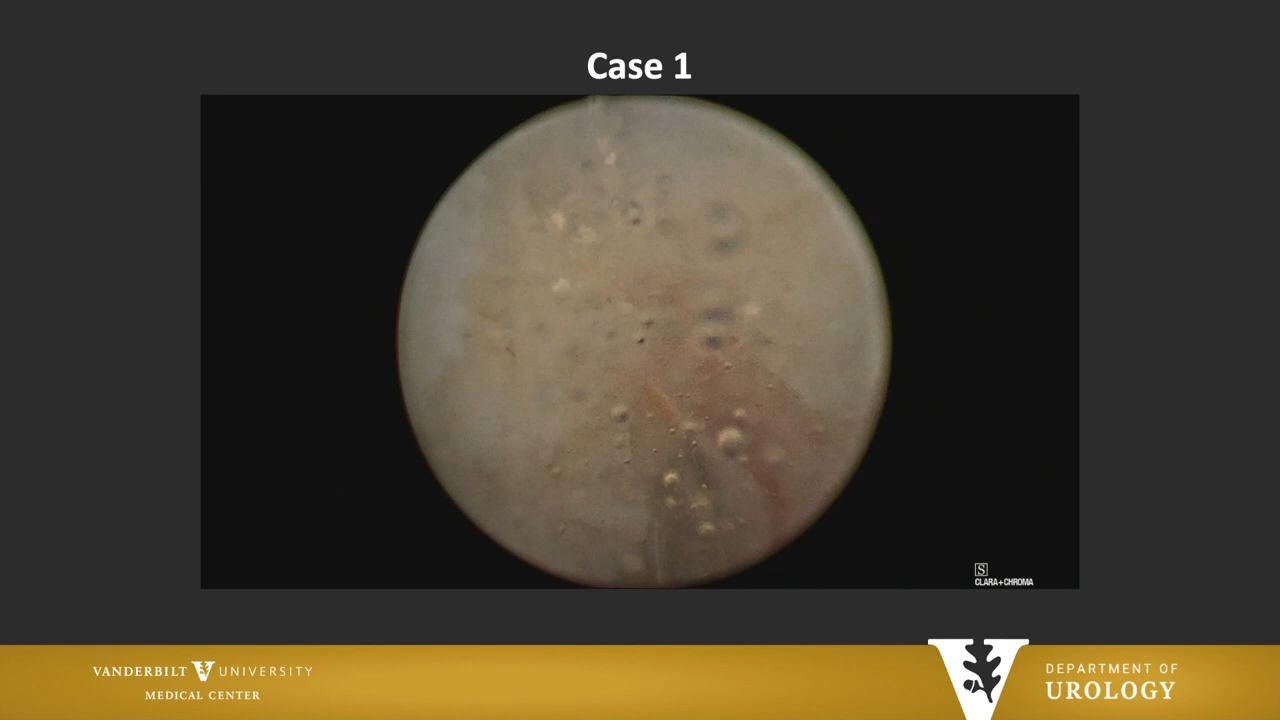 Case 1
S
CLARA+CHROMA
VANDERBILT V UNIVERSITY
MEDICAL CENTER
V
DEPARTMENT OF
UROLOGY